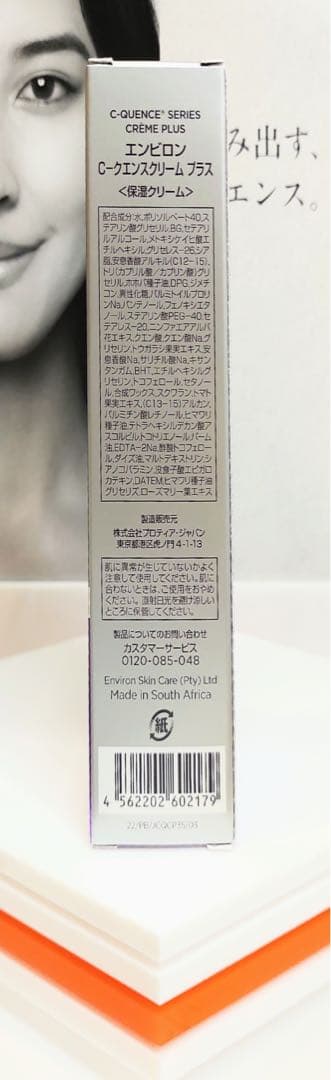 み出す、
エンス。
C-QUENCE® SERIES
CRÈME PLUS
エンビロン
C-クエンスクリーム プラス
<保湿クリーム>
配合成分:水、ポリソルベート40、ス
テアリン酸グリセリル、BG、セテアリ
ルアルコール、メトキシケイヒ酸エ
チルヘキシル、グリセレス-26、シア
脂、安息香酸アルキル(C12-15)、
トリ(カプリル酸/カプリン酸)グリ
セリル、ホホバ種子油、DPG、ジメチ
コン、異性化糖、パルミトイルプロリ
ンNa、パンテノール、フェノキシエタ
ノール、ステアリン酸PEG-40、セ
テアレス-20、ニンファエアアルバ
花エキス、クエン酸、クエン酸Na、グ
リセリン、トウガラシ果実エキス、安
息香酸Na、サリチル酸Na、キサン
タンガム、BHT、エチルヘキシルグ
リセリン、トコフェロール、セタノー
ル、合成ワックス、スクワラン、トマト
果実エキス、(C13-15)アルカン、
パルミチン酸レチノール、ヒマワリ
種子油、テトラヘキシルデカン酸ア
スコルビル、トコトリエノール、パーム
油、EDTA-2Na、酢酸トコフェロー
ル、ダイズ油、マルトデキストリン、シ
アノコバラミン、没食子酸エピガロ
カテキン、DATEM、ヒマワリ種子油
グリセリズ、ローズマリー葉エキス
製造販売元
株式会社プロティア・ジャパン
東京都港区虎ノ門4-1-13
肌に異常が生じていないかよく
注意して使用してください。肌に
合わないときは、ご使用をおやめ
ください。直射日光を避け涼しい
ところに保管してください。
製品についてのお問い合わせ
カスタマーサービス
0120-085-048
Environ Skin Care (Pty) Ltd
Made in South Africa
紙
4 562202 602179
22/PB/JCQCP35/03